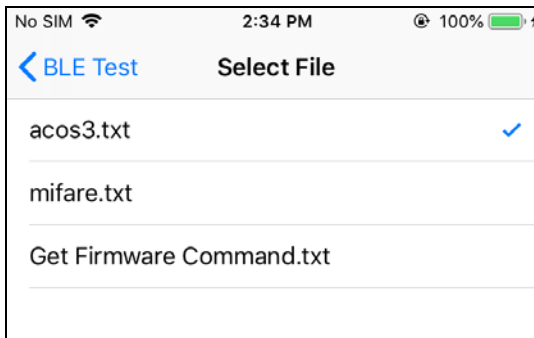 No SIM 2:34 PM 100%
BLE Test Select File
acos3.txt
mifare.txt
Get Firmware Command.txt